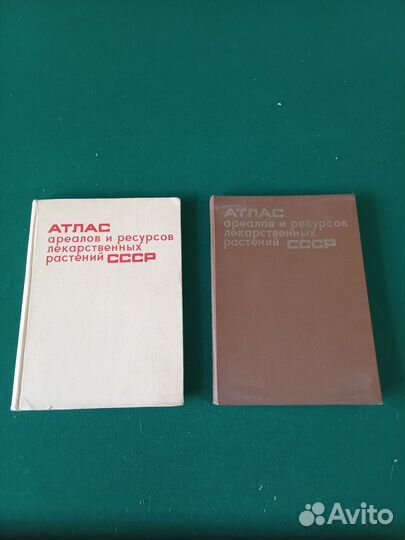 АТЛАС
ареалов и ресурсов
лекарственных
растений СССР
АТЛАС
ареалов и ресурсов
лекарственных
растений СССР
Avito